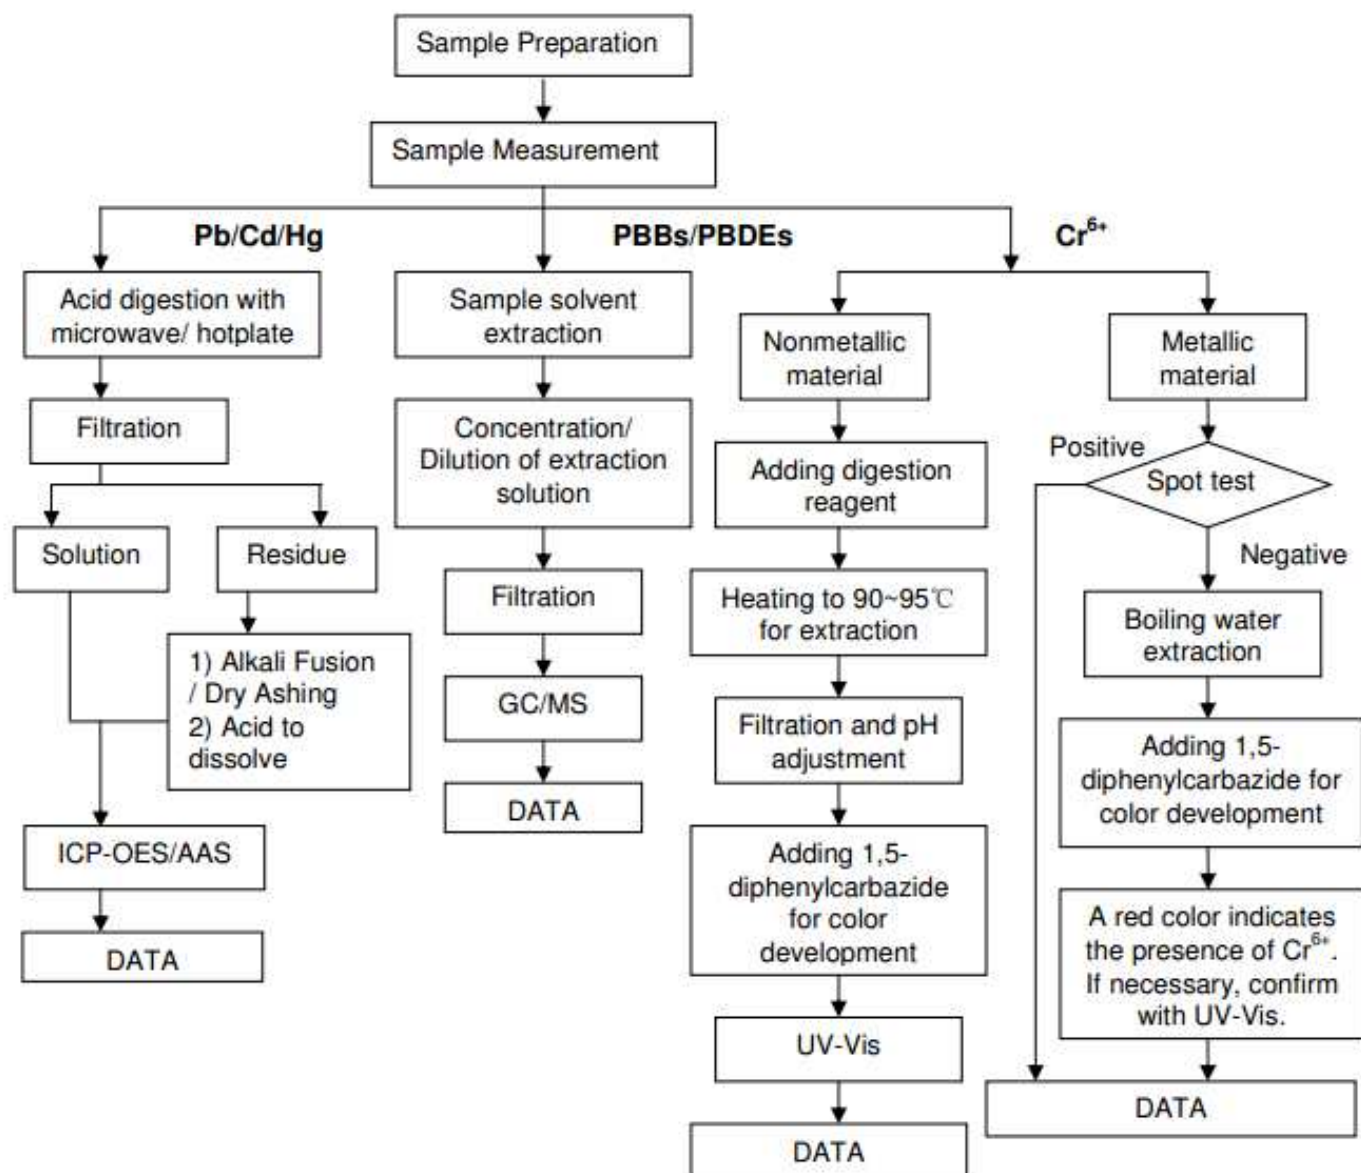 Sample Preparation
Sample Measurement
Pb/Cd/Hg
PBBs/PBDEs
Cr⁶⁺
Acid digestion with
microwave/ hotplate
Filtration
Solution
Residue
1) Alkali Fusion
/ Dry Ashing
2) Acid to
dissolve
ICP-OES/AAS
DATA
Sample solvent
extraction
Concentration/
Dilution of extraction
solution
Filtration
GC/MS
DATA
Nonmetallic
material
Adding digestion
reagent
Heating to 90~95℃
for extraction
Filtration and pH
adjustment
Adding 1,5-
diphenylcarbazide
for color
development
UV-Vis
DATA
Metallic
material
Positive
Spot test
Negative
Boiling water
extraction
Adding 1,5-
diphenylcarbazide for
color development
A red color indicates
the presence of Cr⁶⁺.
If necessary, confirm
with UV-Vis.
DATA